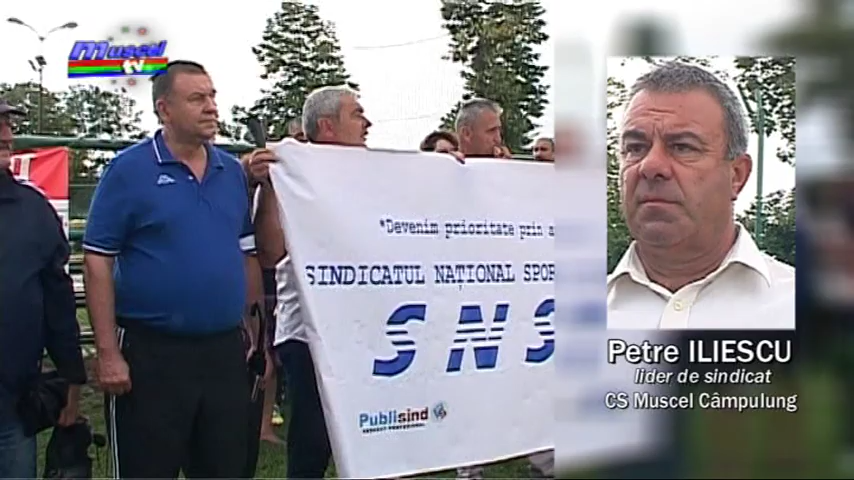 Muscel
tv
*Devenim prioritate prin a
SINDICATUL NAȚIONAL SPOR
SNS
Publisind
Petre ILIESCU
lider de sindicat
CS Muscel Câmpulung